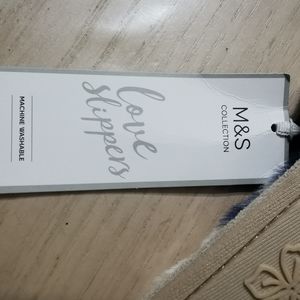 M&S
COLLECTION
love
slippers
MACHINE WASHABLE